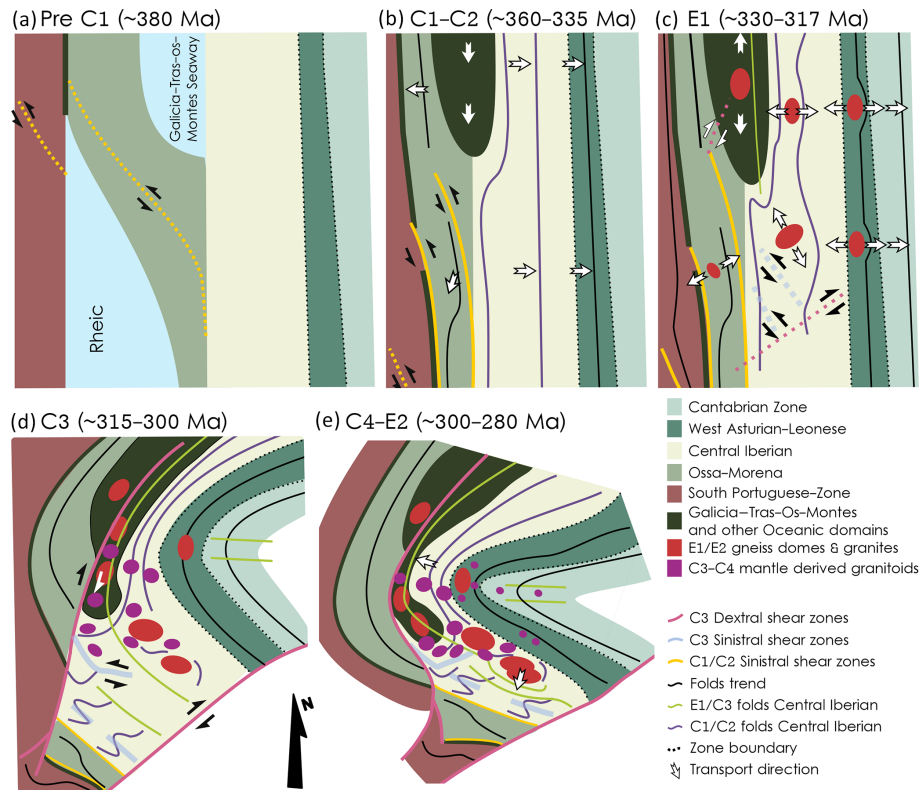 (a) Pre C1 (~380 Ma)
Galicia-Tras-os-
Montes Seaway
Rheic
(b) C1-C2 (~360-335 Ma)
(c) E1 (~330-317 Ma)
(d) C3 (~315-300 Ma)
N
(e) C4-E2 (~300-280 Ma)
Cantabrian Zone
West Asturian-Leonese
Central Iberian
Ossa-Morena
South Portuguese-Zone
Galicia-Tras-Os-Montes
and other Oceanic domains
E1/E2 gneiss domes & granites
C3-C4 mantle derived granitoids
C3 Dextral shear zones
C3 Sinistral shear zones
C1/C2 Sinistral shear zones
Folds trend
E1/C3 folds Central Iberian
C1/C2 folds Central Iberian
Zone boundary
Transport direction